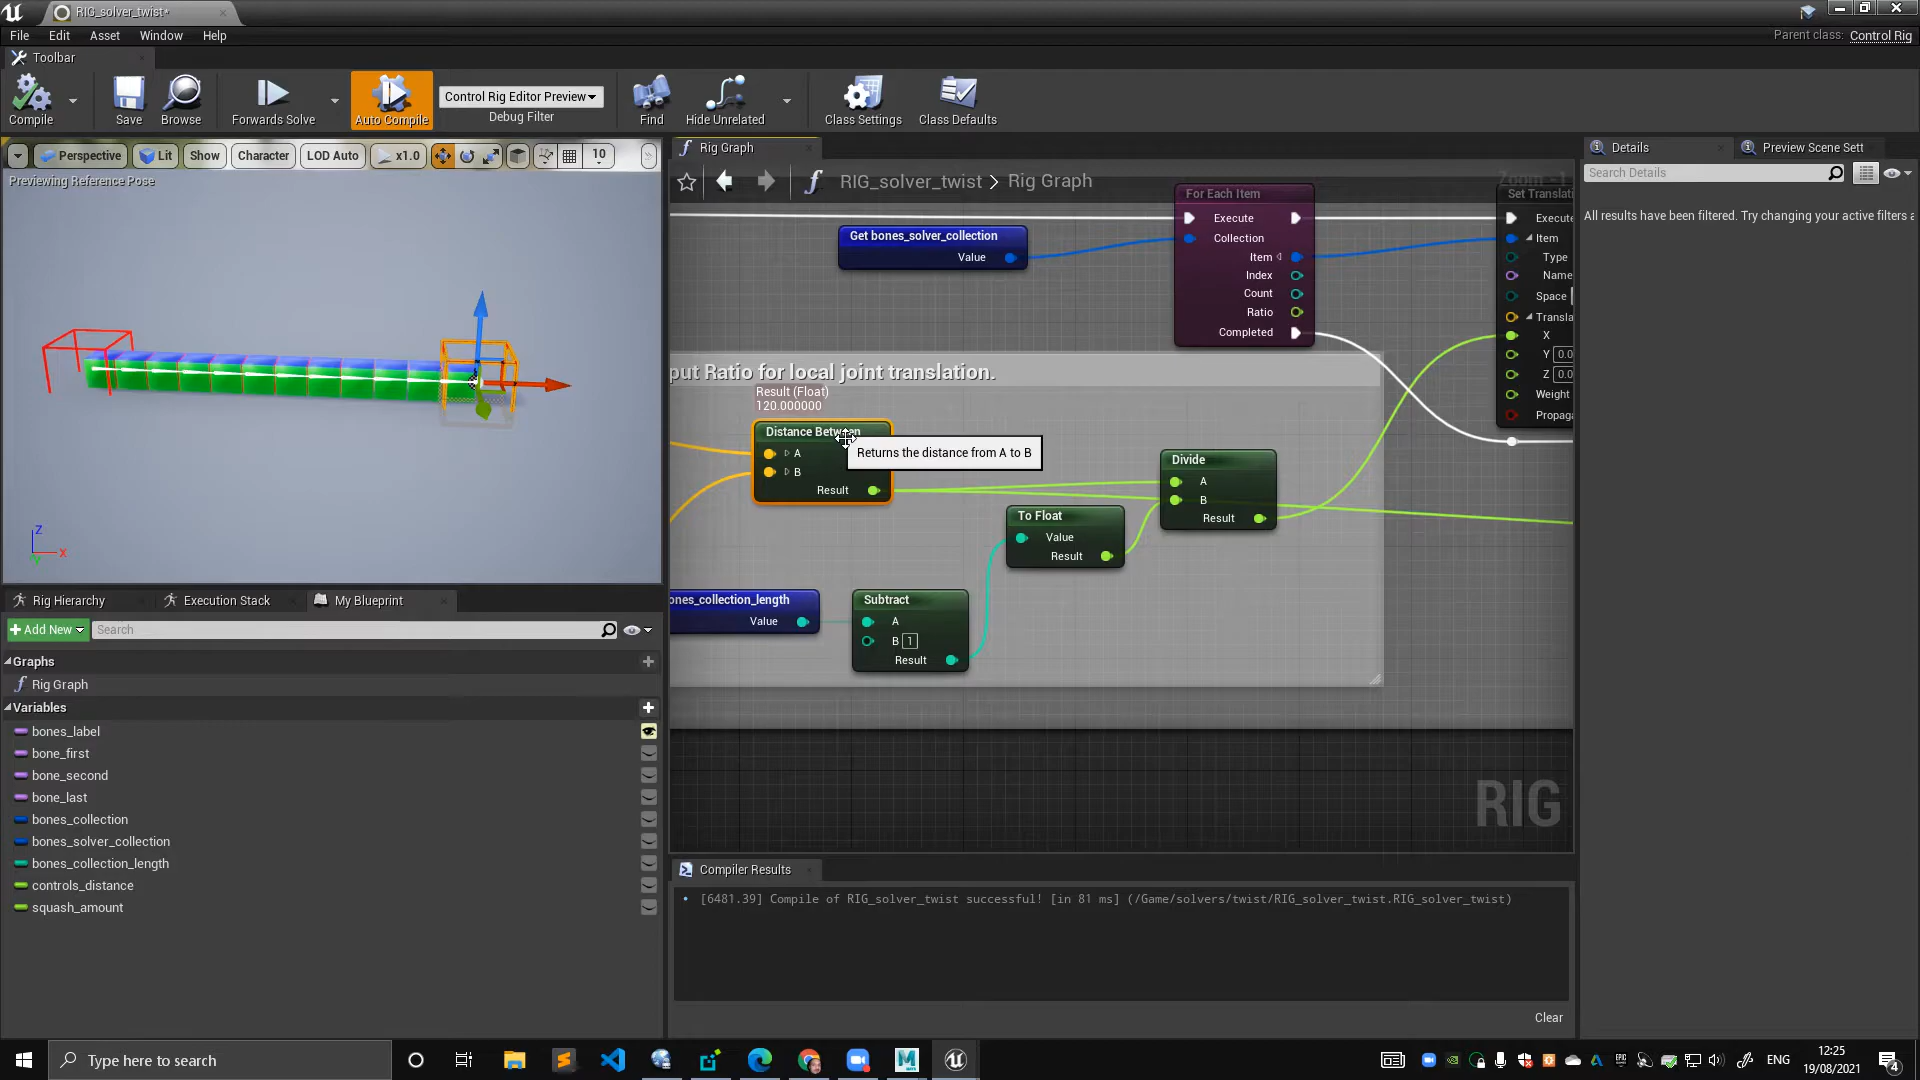 RIG_solver_twist*
File Edit Asset Window Help
Parent class: Control Rig
Toolbar
Compile
Save
Browse
Forwards Solve
Auto Compile
Control Rig Editor Preview
Debug Filter
Find
Hide Unrelated
Class Settings
Class Defaults
Perspective
Lit
Show
Character
LOD Auto
x1.0
10
Previewing Reference Pose
Z
X
Y
Rig Graph
RIG_solver_twist > Rig Graph
Zoom -1
Get bones_solver_collection
Value
For Each Item
Execute
Collection
Item
Index
Count
Ratio
Completed
Set Translati
Execute
Item
Type
Name
Space
Transla
X
Y 0.0
Z 0.0
Weight
Propaga
put Ratio for local joint translation.
Result (Float)
120.000000
Distance Between
A
B
Result
Returns the distance from A to B
Divide
A
B
Result
To Float
Value
Result
ones_collection_length
Value
Subtract
A
B 1
Result
RIG
Details
Preview Scene Sett
Search Details
All results have been filtered. Try changing your active filters a
Rig Hierarchy
Execution Stack
My Blueprint
Add New
Search
Graphs
Rig Graph
Variables
bones_label
bone_first
bone_second
bone_last
bones_collection
bones_solver_collection
bones_collection_length
controls_distance
squash_amount
Compiler Results
[6481.39] Compile of RIG_solver_twist successful! [in 81 ms] (/Game/solvers/twist/RIG_solver_twist.RIG_solver_twist)
Clear
Type here to search
ENG
12:25
19/08/2021
4